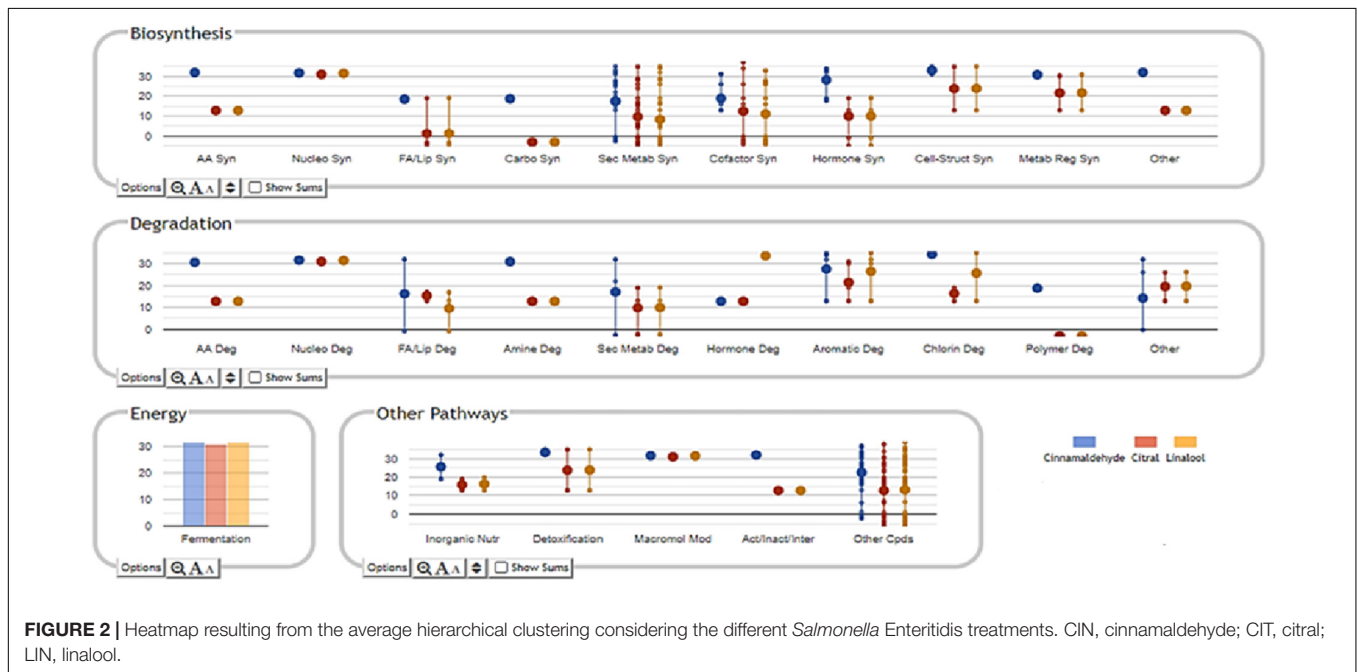 Biosynthesis
30
20
10
0
AA Syn Nucleo Syn FA/Lip Syn Carbo Syn Sec Metab Syn Cofactor Syn Hormone Syn Cell-Struct Syn Metab Reg Syn Other
Options AA Show Sums
Degradation
30
20
10
0
AA Deg Nucleo Deg FA/Lip Deg Amine Deg Sec Metab Deg Hormone Deg Aromatic Deg Chlorin Deg Polymer Deg Other
Options AA Show Sums
Energy
30
20
10
0
Fermentation
Options AA
Other Pathways
30
20
10
0
Inorganic Nutr Detoxification Macromol Mod Act/Inact/Inter Other Cpds
Options AA Show Sums
Cinnamaldehyde Citral Linalool
FIGURE 2 | Heatmap resulting from the average hierarchical clustering considering the different Salmonella Enteritidis treatments. CIN, cinnamaldehyde; CIT, citral;
LIN, linalool.